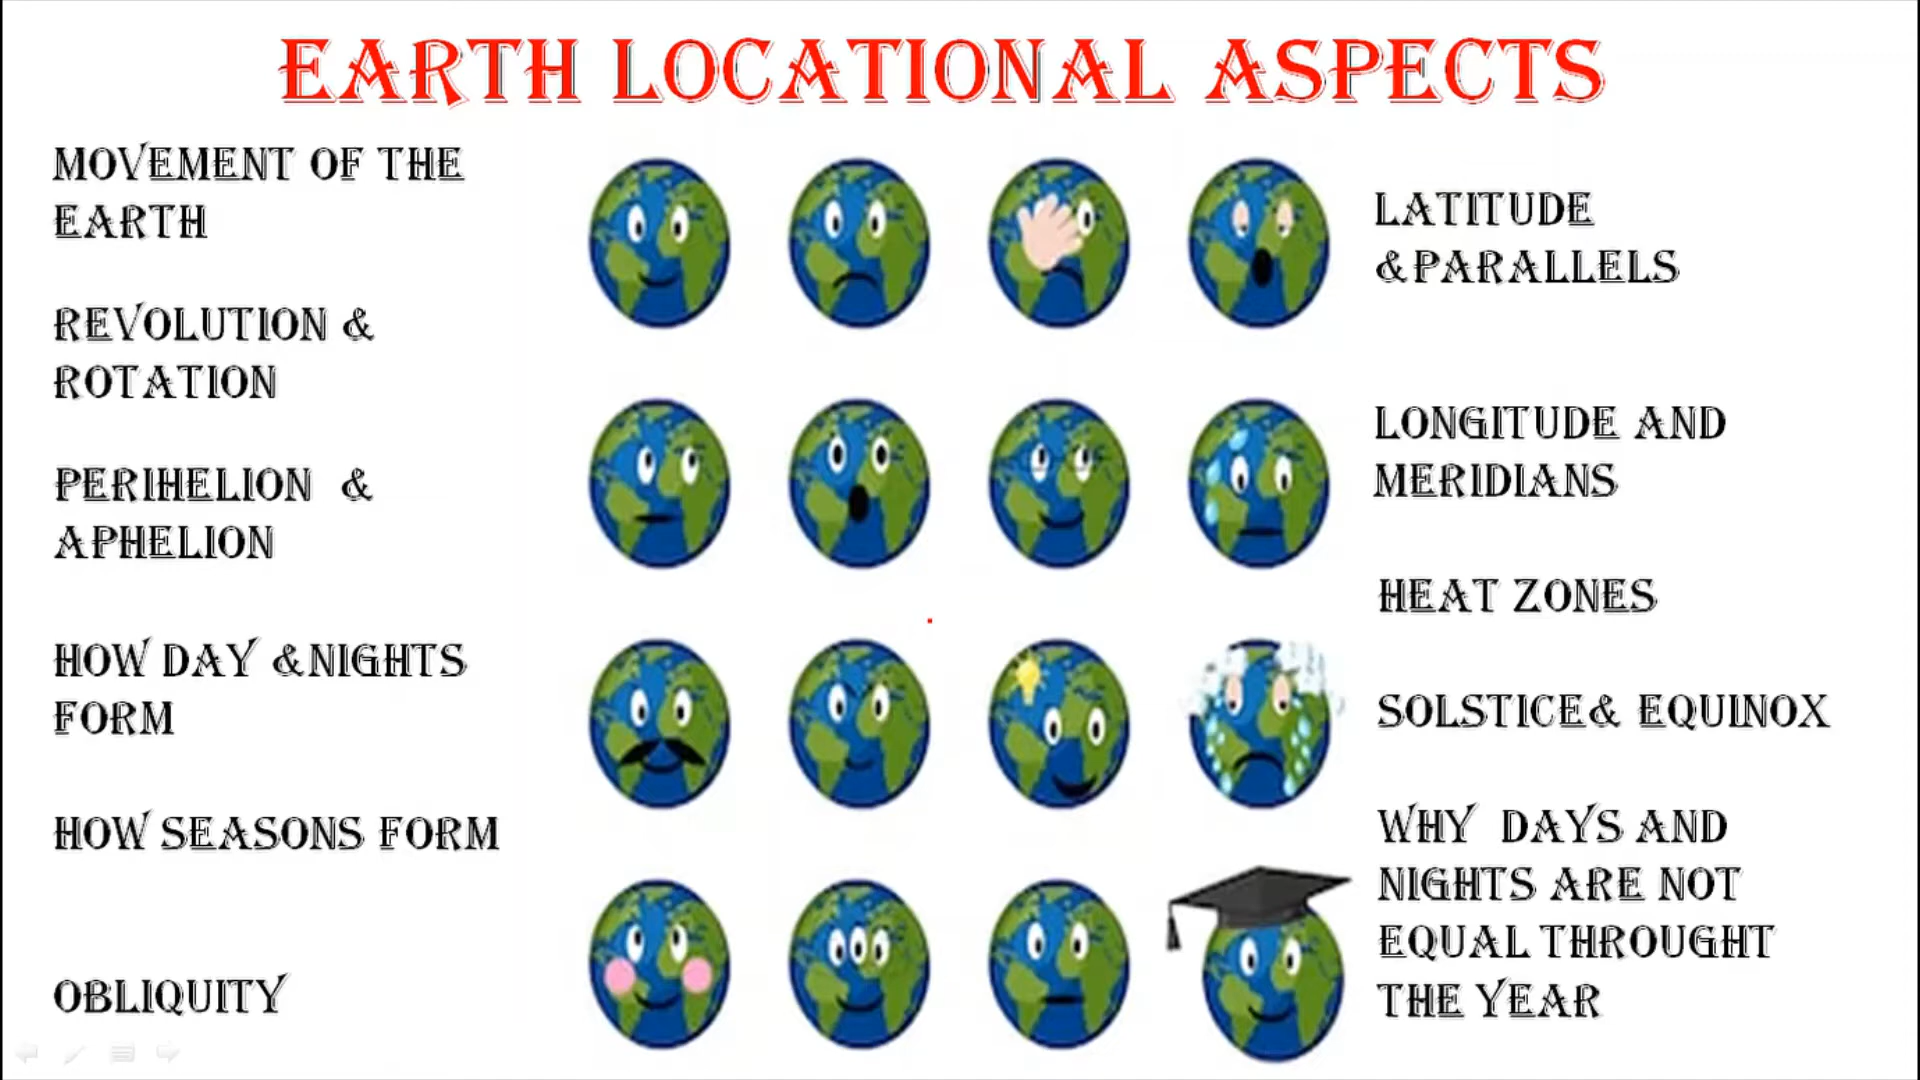 EARTH LOCATIONAL ASPECTS
MOVEMENT OF THE
EARTH
REVOLUTION &
ROTATION
PERIHELION &
APHELION
HOW DAY &NIGHTS
FORM
HOW SEASONS FORM
OBLIQUITY
LATITUDE
&PARALLELS
LONGITUDE AND
MERIDIANS
HEAT ZONES
SOLSTICE& EQUINOX
WHY DAYS AND
NIGHTS ARE NOT
EQUAL THROUGHT
THE YEAR